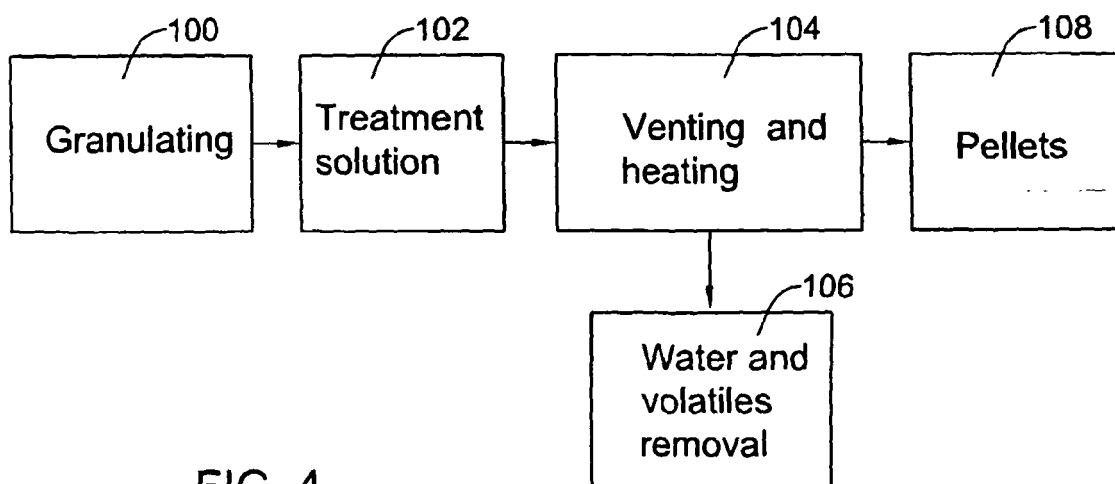 100
102
104
108
Granulating
Treatment
solution
Venting and
heating
Pellets
106
Water and
volatiles
removal
FIG. 4